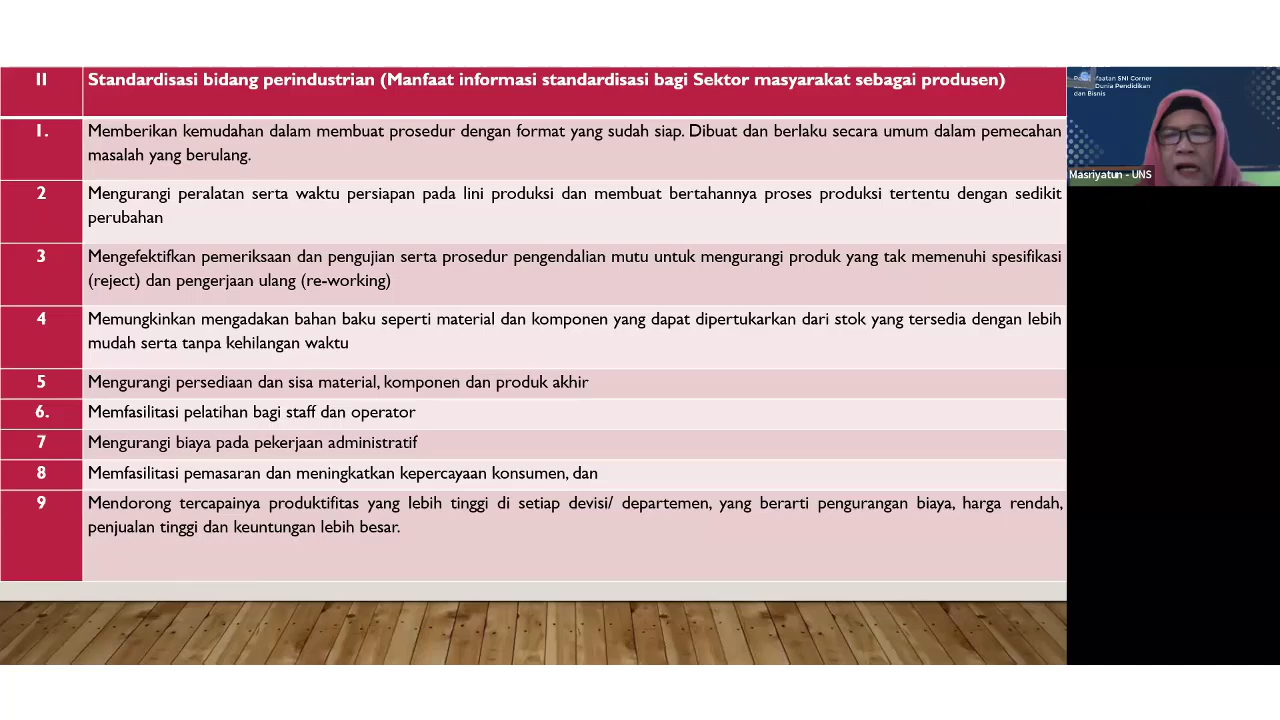 II
Standardisasi bidang perindustrian (Manfaat informasi standardisasi bagi Sektor masyarakat sebagai produsen)
1.
Memberikan kemudahan dalam membuat prosedur dengan format yang sudah siap. Dibuat dan berlaku secara umum dalam pemecahan
masalah yang berulang.
2
Mengurangi peralatan serta waktu persiapan pada lini produksi dan membuat bertahannya proses produksi tertentu dengan sedikit
perubahan
3
Mengefektifkan pemeriksaan dan pengujian serta prosedur pengendalian mutu untuk mengurangi produk yang tak memenuhi spesifikasi
(reject) dan pengerjaan ulang (re-working)
4
Memungkinkan mengadakan bahan baku seperti material dan komponen yang dapat dipertukarkan dari stok yang tersedia dengan lebih
mudah serta tanpa kehilangan waktu
5
Mengurangi persediaan dan sisa material, komponen dan produk akhir
6.
Memfasilitasi pelatihan bagi staff dan operator
7
Mengurangi biaya pada pekerjaan administratif
8
Memfasilitasi pemasaran dan meningkatkan kepercayaan konsumen, dan
9
Mendorong tercapainya produktifitas yang lebih tinggi di setiap devisi/ departemen, yang berarti pengurangan biaya, harga rendah,
penjualan tinggi dan keuntungan lebih besar.
SNI Corner
Dunia Pendidikan
dan Bisnis
Masriyatun - UNS